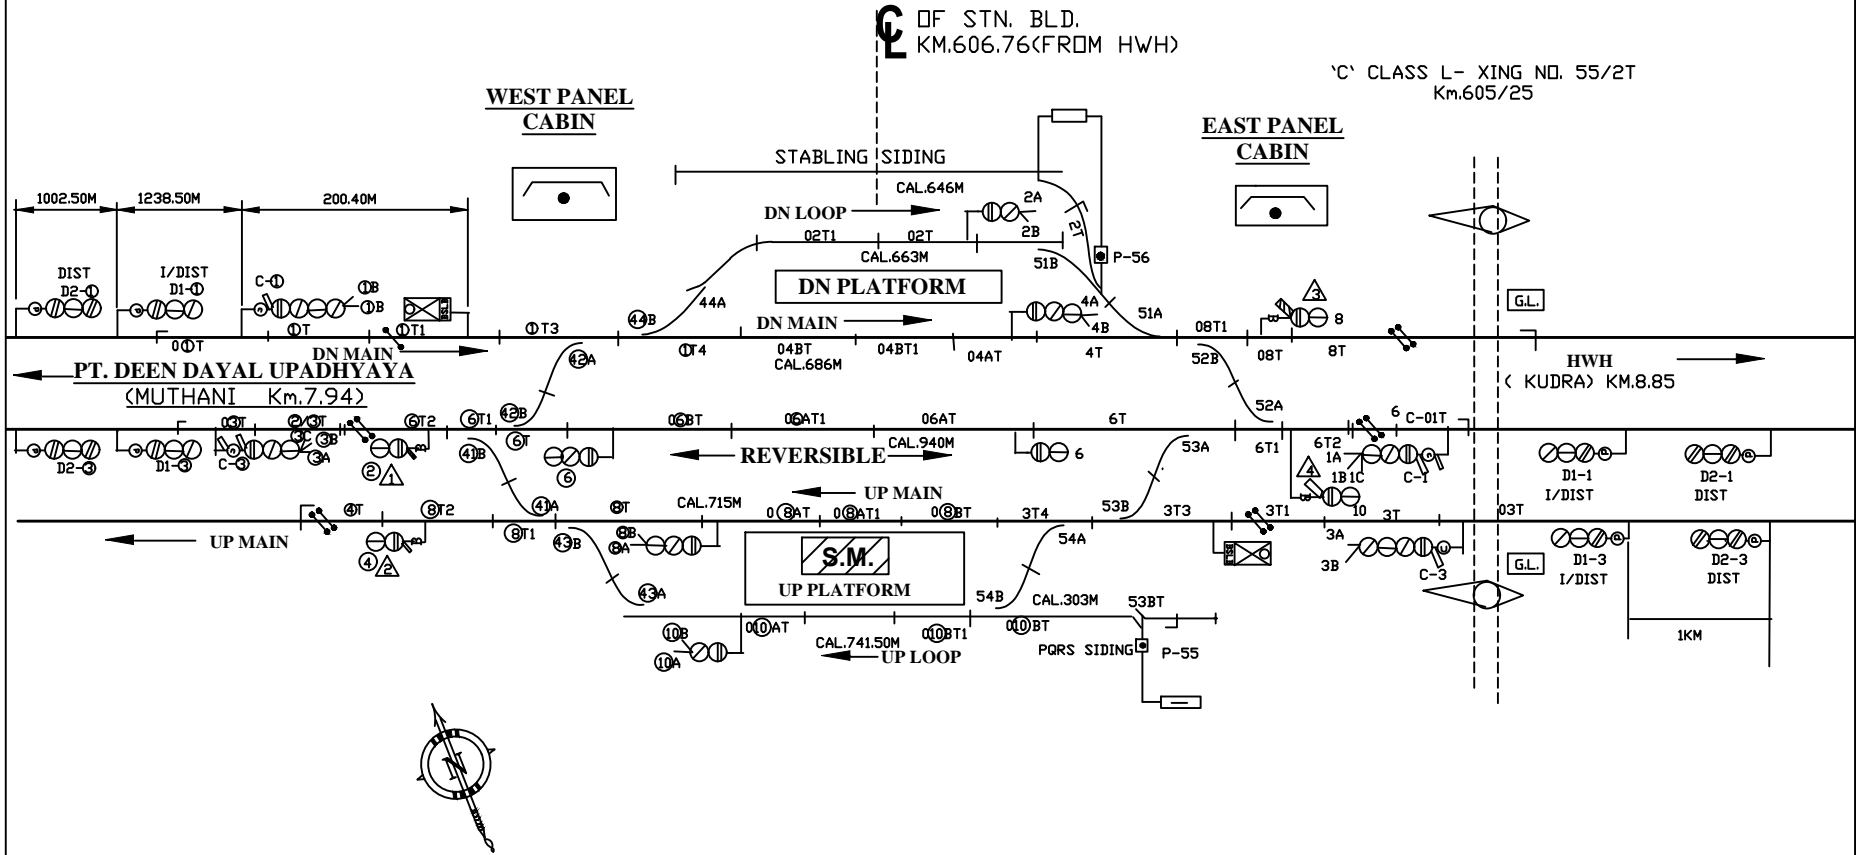 C L OF STN. BLD.
KM.606.76(FROM HWH)
'C' CLASS L- XING NO. 55/2T
Km.605/25
WEST PANEL
CABIN
EAST PANEL
CABIN
STABLING SIDING
CAL.646M
1002.50M 1238.50M 200.40M
DN LOOP
2A
2B
2T
02T1 02T
CAL.663M
51B
P-56
DIST
D2-1
I/DIST
D1-1
C-1
1B
1B
BSLB
DN PLATFORM
44A
4A
4B
51A
3
8
G.L.
44B
DN MAIN
01T 1T 1T1 1T3
1T4 04BT 04BT1 04AT 4T 08T1 08T 8T
CAL.686M
DN MAIN
42A
52B
PT. DEEN DAYAL UPADHYAYA
(MUTHANI Km.7.94)
HWH
( KUDRA) KM.8.85
52A
42B
03T 2/3T 6T2 6T1
06BT 06AT1 06AT 6T
6 C-01T
D2-3 D1-3 C-3 3C 3B 3A
2 1
41B
6T
6
CAL.940M
REVERSIBLE
6
53A
6T1
6T2
1A
1B 1C C-1
4
D1-1
I/DIST
D2-1
DIST
UP MAIN
CAL.715M
4T 8T2 41A 8T
08AT 08AT1 08BT 3T4 53B 3T3 3T1 10 3T 03T
UP MAIN
4 2
8T1 43B 8B
8A
S.M.
UP PLATFORM
54A
3A
3B
C-3
G.L.
D1-3
I/DIST
D2-3
DIST
43A
54B
CAL.303M
53BT
010AT
010BT1
010BT
CAL.741.50M
10B
10A
UP LOOP
PQRS SIDING
P-55
1KM
N